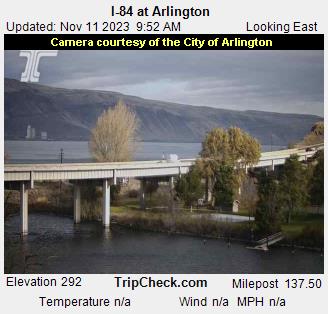 I-84 at Arlington
Updated: Nov 11 2023 9:52 AM Looking East
Camera courtesy of the City of Arlington
Elevation 292 TripCheck.com Milepost 137.50
Temperature n/a Wind n/a MPH n/a